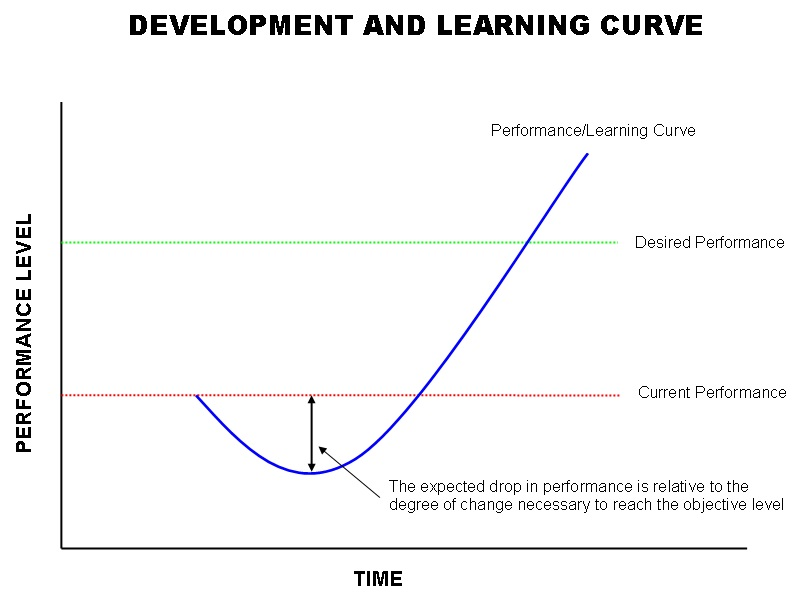 DEVELOPMENT AND LEARNING CURVE
Performance/Learning Curve
PERFORMANCE LEVEL
Desired Performance
Current Performance
The expected drop in performance is relative to the
degree of change necessary to reach the objective level
TIME